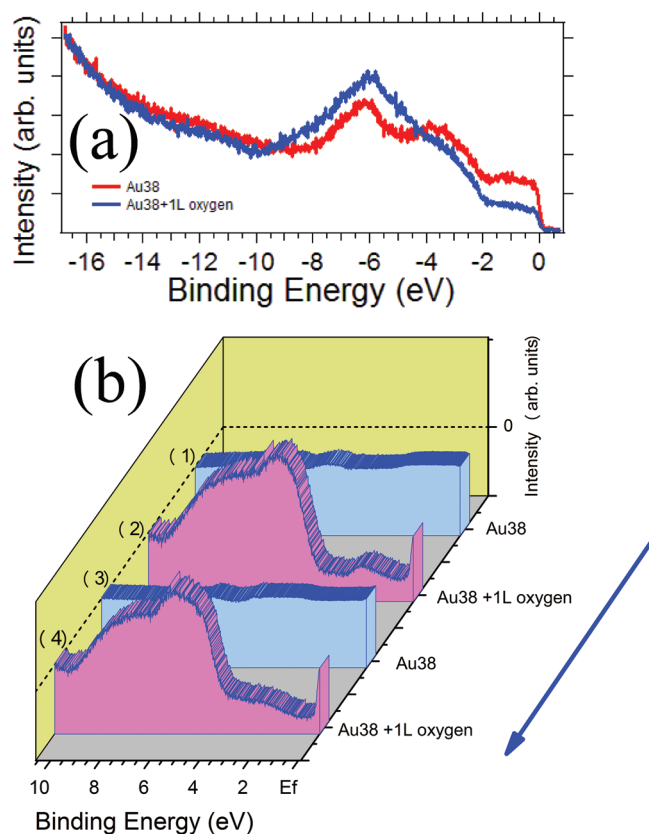 (a)
Intensity (arb. units)
Au38
Au38+1L oxygen
-16 -14 -12 -10 -8 -6 -4 -2 0
Binding Energy (eV)
(b)
Intensity ( arb. units)
0
( 1)
( 2)
( 3)
( 4)
Au38
Au38 +1L oxygen
Au38
Au38 +1L oxygen
10 8 6 4 2 Ef
Binding Energy (eV)